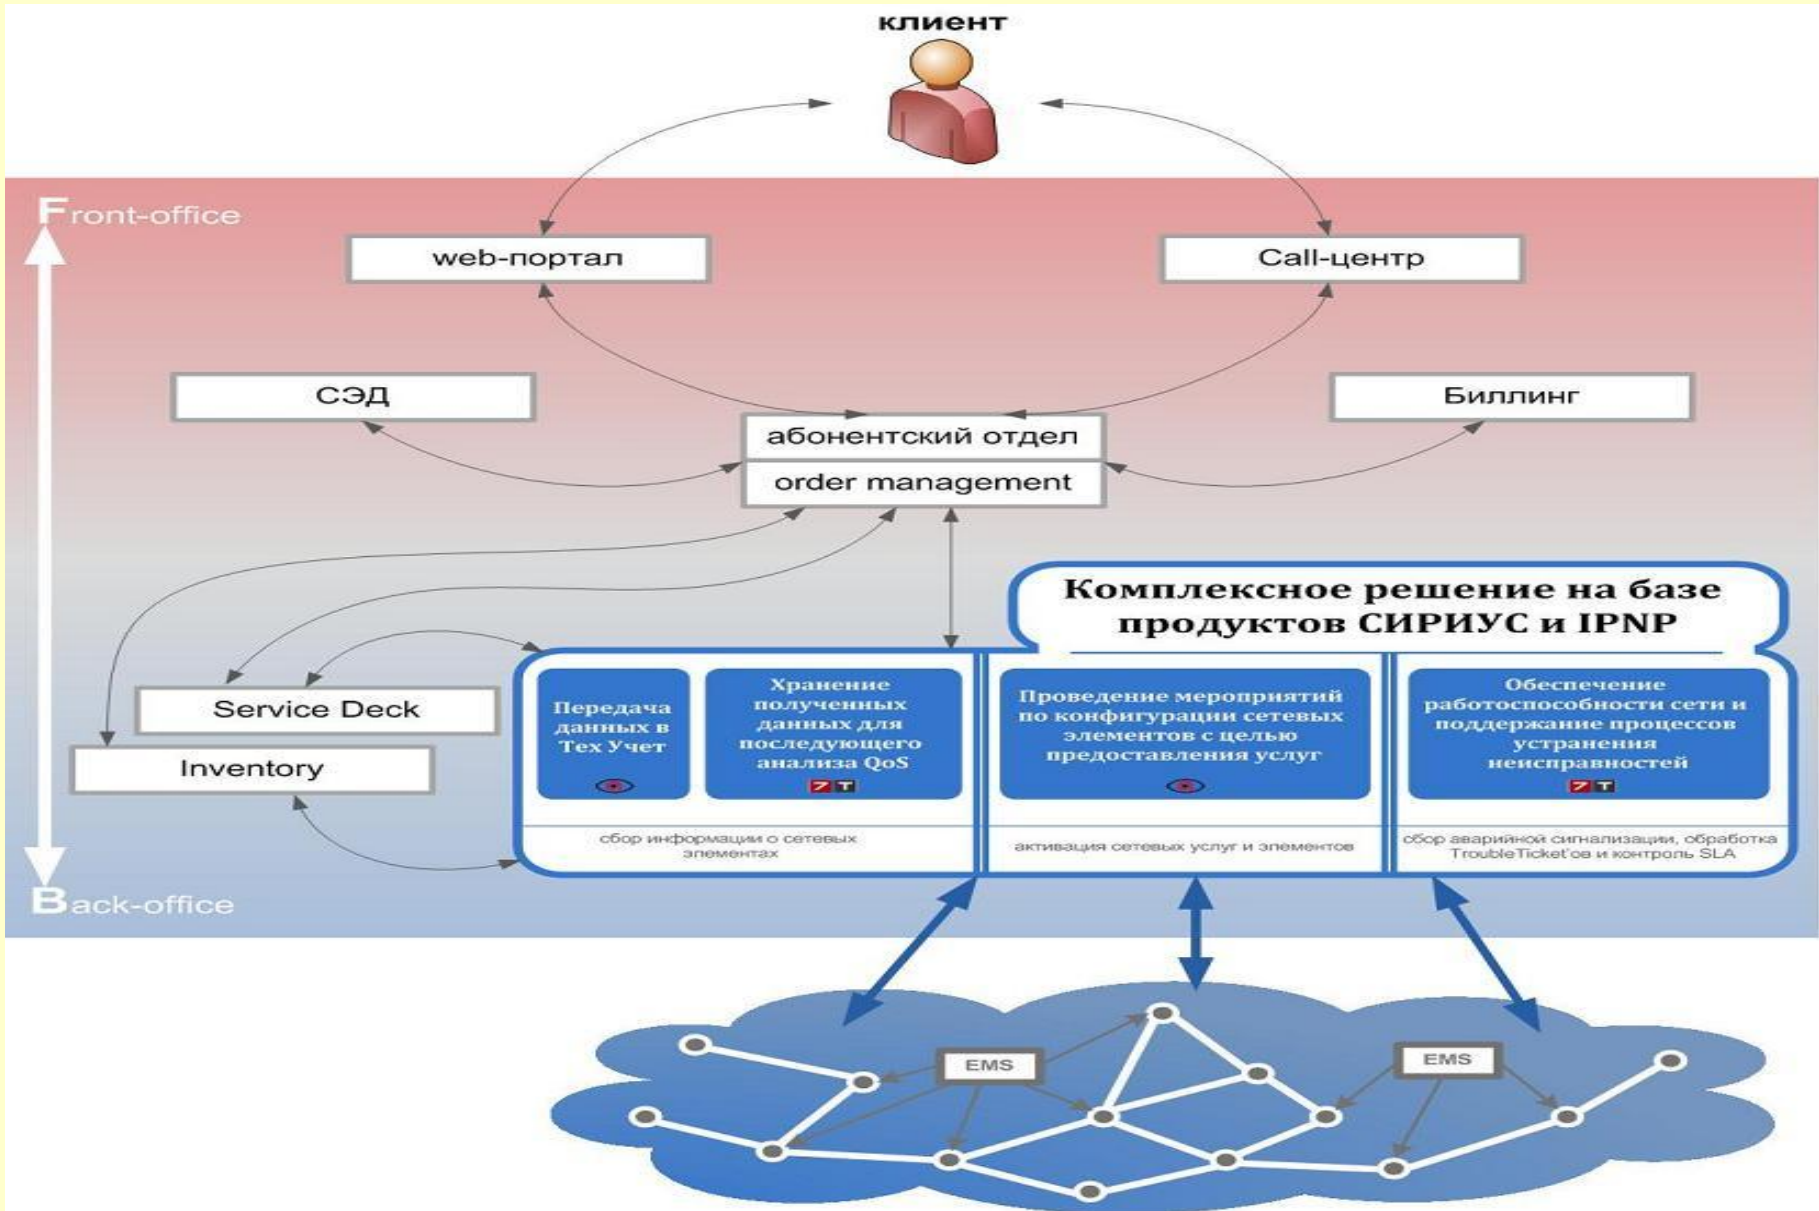 клиент
Front-office
web-портал
Call-центр
СЭД
Биллинг
абонентский отдел
order management
Комплексное решение на базе
продуктов СИРИУС и IPNP
Service Deck
Inventory
Передача
данных в
Тех Учет
Хранение
полученных
данных для
последующего
анализа QoS
7 T
Проведение мероприятий
по конфигурации сетевых
элементов с целью
предоставления услуг
Обеспечение
работоспособности сети и
поддержание процессов
устранения
неисправностей
7 T
сбор информации о сетевых
элементах
активация сетевых услуг и элементов
сбор аварийной сигнализации, обработка
TroubleTicket'ов и контроль SLA
Back-office
EMS
EMS